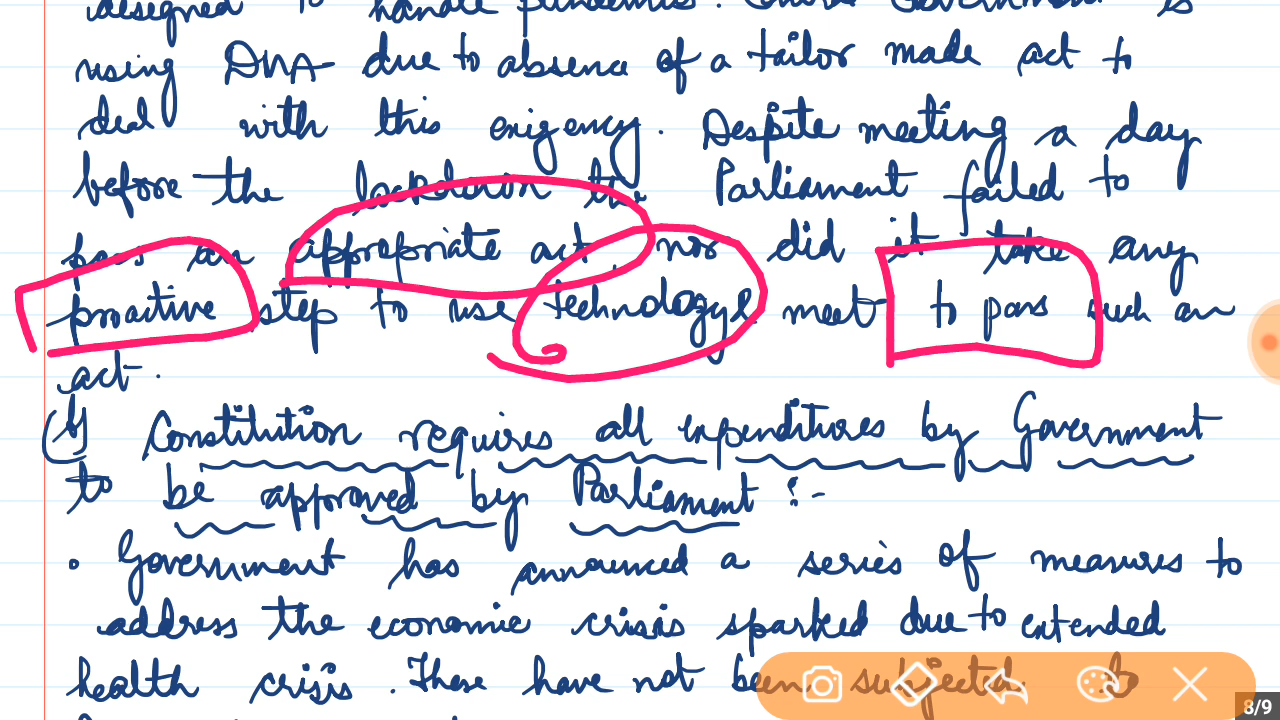 designed to handle pandemics. Government is
using DMA due to absence of a tailor made act to
deal with this exigency. Despite meeting a day
before the lockdown the Parliament failed to
pass an appropriate act nor did it take any
proactive step to use technology & meet to pass such an
act.
(f) Constitution requires all expenditures by Government
to be approved by Parliament :-
• Government has announced a series of measures to
address the economic crisis sparked due to extended
health crisis. These have not been subjected to
8/9